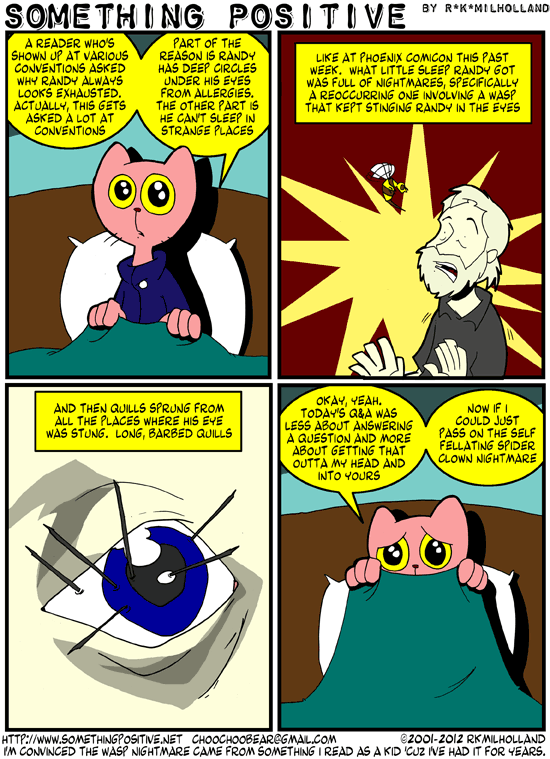 SOMETHING POSITIVE BY R*K*MILHOLLAND
A READER WHO'S
SHOWN UP AT VARIOUS
CONVENTIONS ASKED
WHY RANDY ALWAYS
LOOKS EXHAUSTED.
ACTUALLY, THIS GETS
ASKED A LOT AT
CONVENTIONS
PART OF THE
REASON IS RANDY
HAS DEEP CIRCLES
UNDER HIS EYES
FROM ALLERGIES.
THE OTHER PART IS
HE CAN'T SLEEP IN
STRANGE PLACES
LIKE AT PHOENIX COMICON THIS PAST
WEEK. WHAT LITTLE SLEEP RANDY GOT
WAS FULL OF NIGHTMARES, SPECIFICALLY
A REOCCURRING ONE INVOLVING A WASP
THAT KEPT STINGING RANDY IN THE EYES
AND THEN QUILLS SPRUNG FROM
ALL THE PLACES WHERE HIS EYE
WAS STUNG. LONG, BARBED QUILLS
OKAY, YEAH.
TODAY'S Q&A WAS
LESS ABOUT ANSWERING
A QUESTION AND MORE
ABOUT GETTING THAT
OUTTA MY HEAD AND
INTO YOURS
NOW IF I
COULD JUST
PASS ON THE SELF
FELLATING SPIDER
CLOWN NIGHTMARE
HTTP://WWW.SOMETHINGPOSITIVE.NET CHOOCHOOBEAR@GMAIL.COM ©2001-2012 RKMILHOLLAND
I'M CONVINCED THE WASP NIGHTMARE CAME FROM SOMETHING I READ AS A KID 'CUZ I'VE HAD IT FOR YEARS.